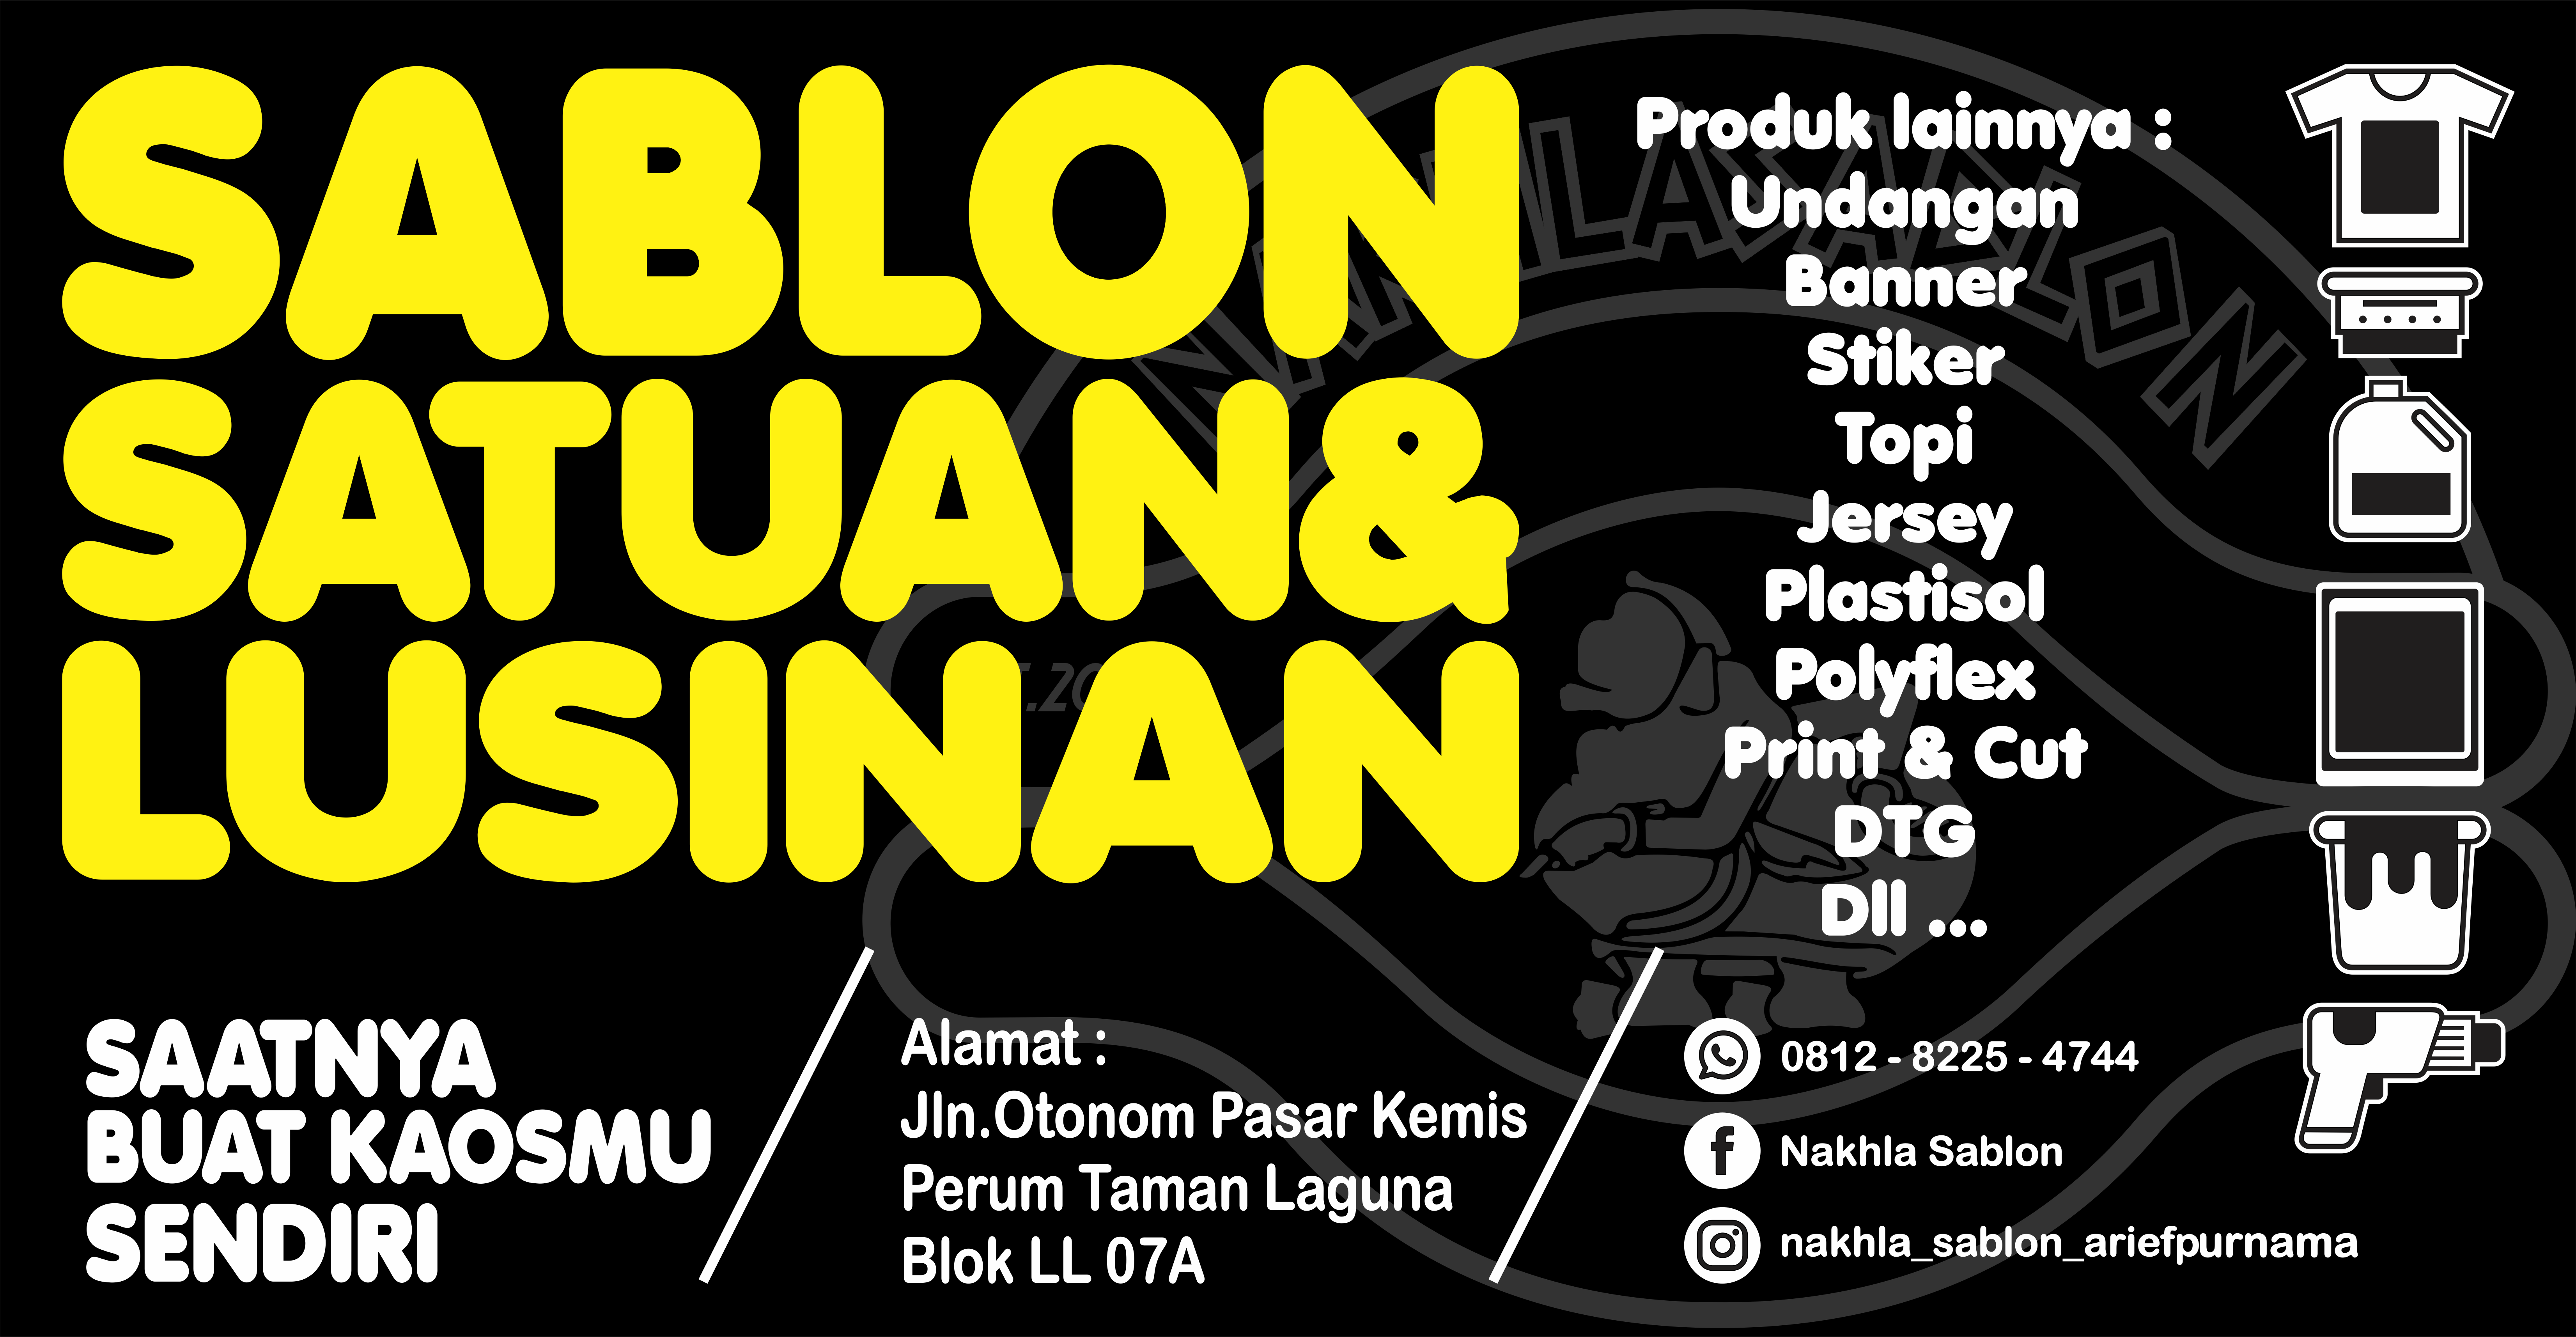 SABLON
SATUAN&
LUSINAN
Produk lainnya :
Undangan
Banner
Stiker
Topi
Jersey
Plastisol
Polyflex
Print & Cut
DTG
Dll ...
SAATNYA
BUAT KAOSMU
SENDIRI
Alamat :
Jln.Otonom Pasar Kemis
Perum Taman Laguna
Blok LL 07A
0812 - 8225 - 4744
Nakhla Sablon
nakhla_sablon_ariefpurnama